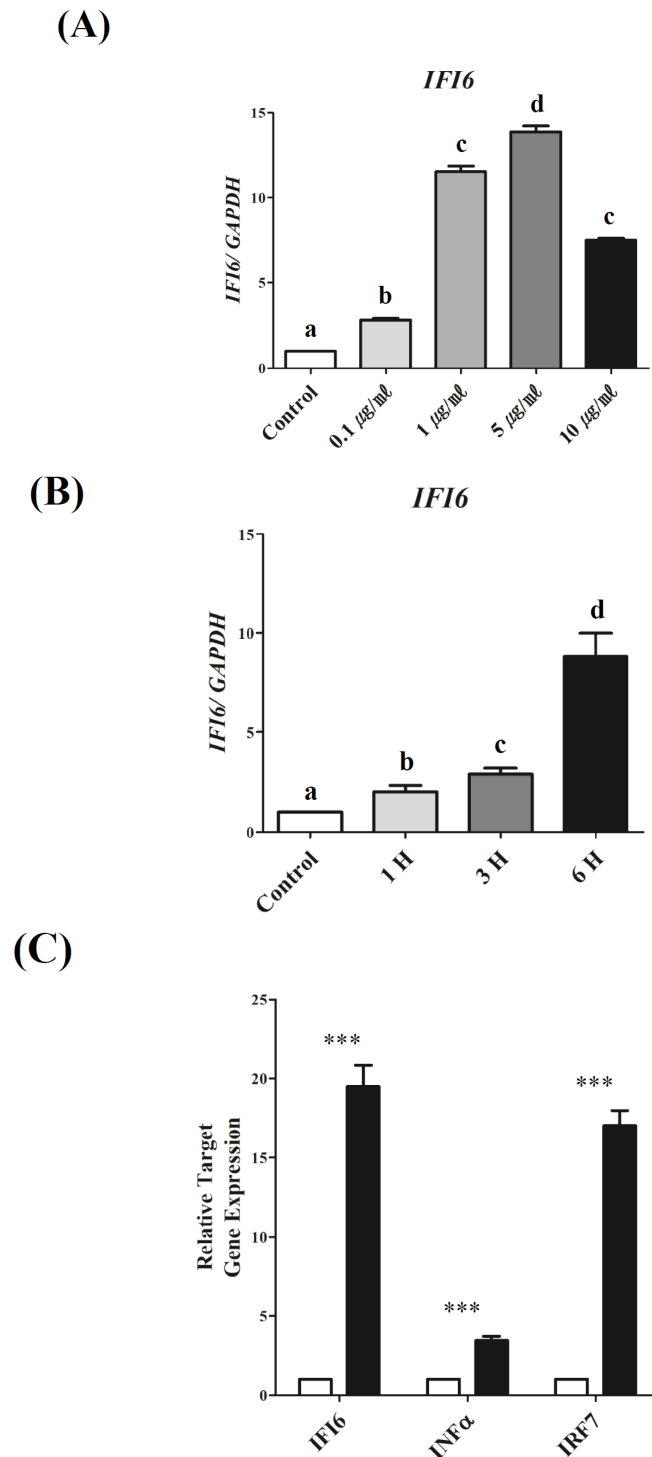 (A)
IFI6
d
c
c
b
a
15
10
5
0
IFI6/ GAPDH
Control
0.1 μg/mℓ
1 μg/mℓ
5 μg/mℓ
10 μg/mℓ
(B)
IFI6
15
10
5
0
IFI6/ GAPDH
a
b
c
d
Control
1 H
3 H
6 H
(C)
25
20
15
10
5
0
Relative Target
Gene Expression
***
***
***
IFI6
INFα
IRF7